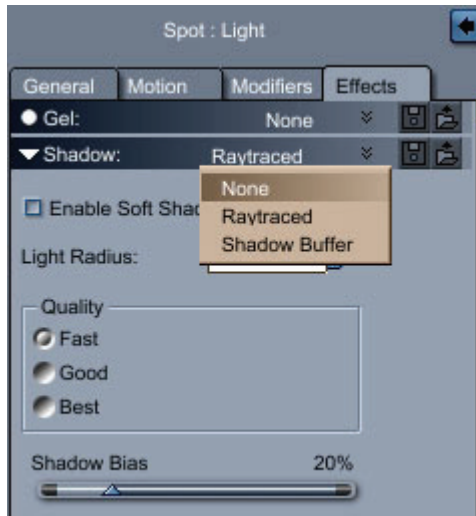 Spot : Light
General Motion Modifiers Effects
Gel: None
Shadow: Raytraced
None
Raytraced
Shadow Buffer
Enable Soft Shad
Light Radius:
Quality
Fast
Good
Best
Shadow Bias 20%